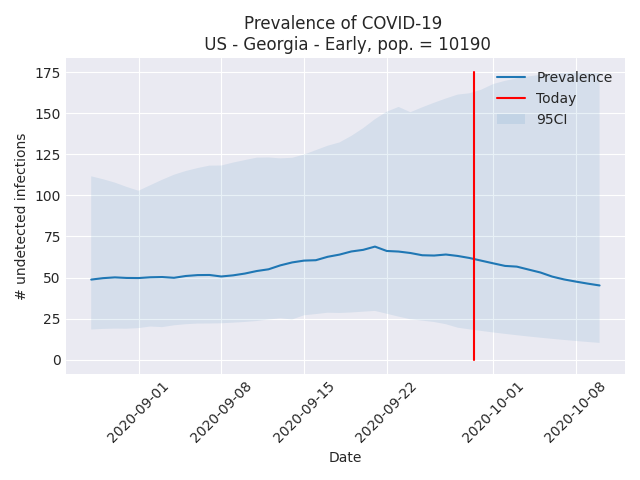 Prevalence of COVID-19
US - Georgia - Early, pop. = 10190
175
150
125
100
75
50
25
0
# undetected infections
Prevalence
Today
95CI
2020-09-01
2020-09-08
2020-09-15
2020-09-22
2020-10-01
2020-10-08
Date